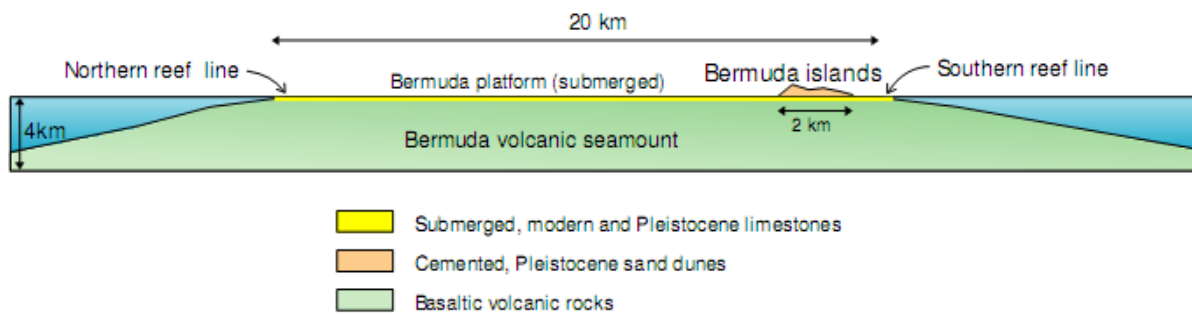 20 km
Northern reef line
Bermuda platform (submerged)
Bermuda islands
Southern reef line
4km
2 km
Bermuda volcanic seamount
Submerged, modern and Pleistocene limestones
Cemented, Pleistocene sand dunes
Basaltic volcanic rocks